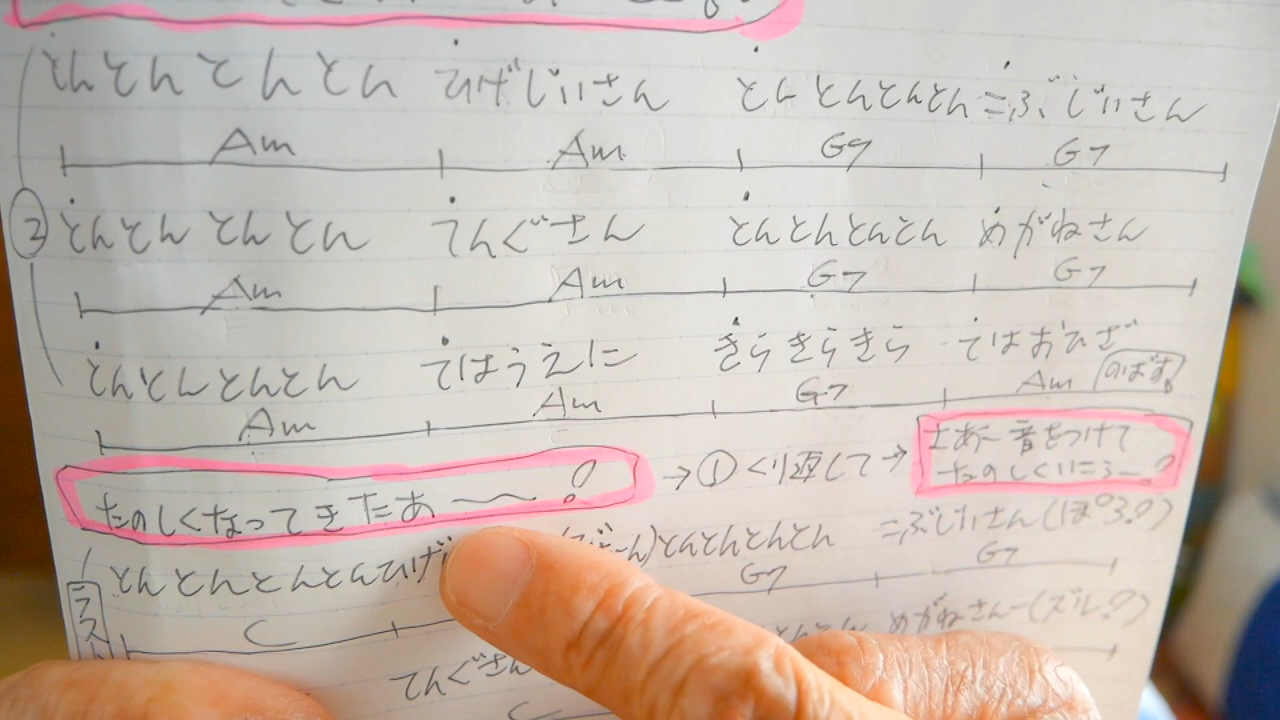 とんとんとんとん ひげじいさん とんとんとんとん こぶじいさん
Am Am G7 G7
② とんとんとんとん てんぐさん とんとんとんとん めがねさん
Am Am G7 G7
とんとんとんとん てはうえに きらきらきら てはおひざ
Am Am G7 Am のばす。
たのしくなってきたあ〜〜! →①くり返して→ さあ〜音をつけて
たのしくいこう〜!
ラスト とんとんとんとんひげ とんとんとんとん こぶじいさん(ぽろ!)
C G7 G7
てんぐさん めがねさん-(ズル!)
C